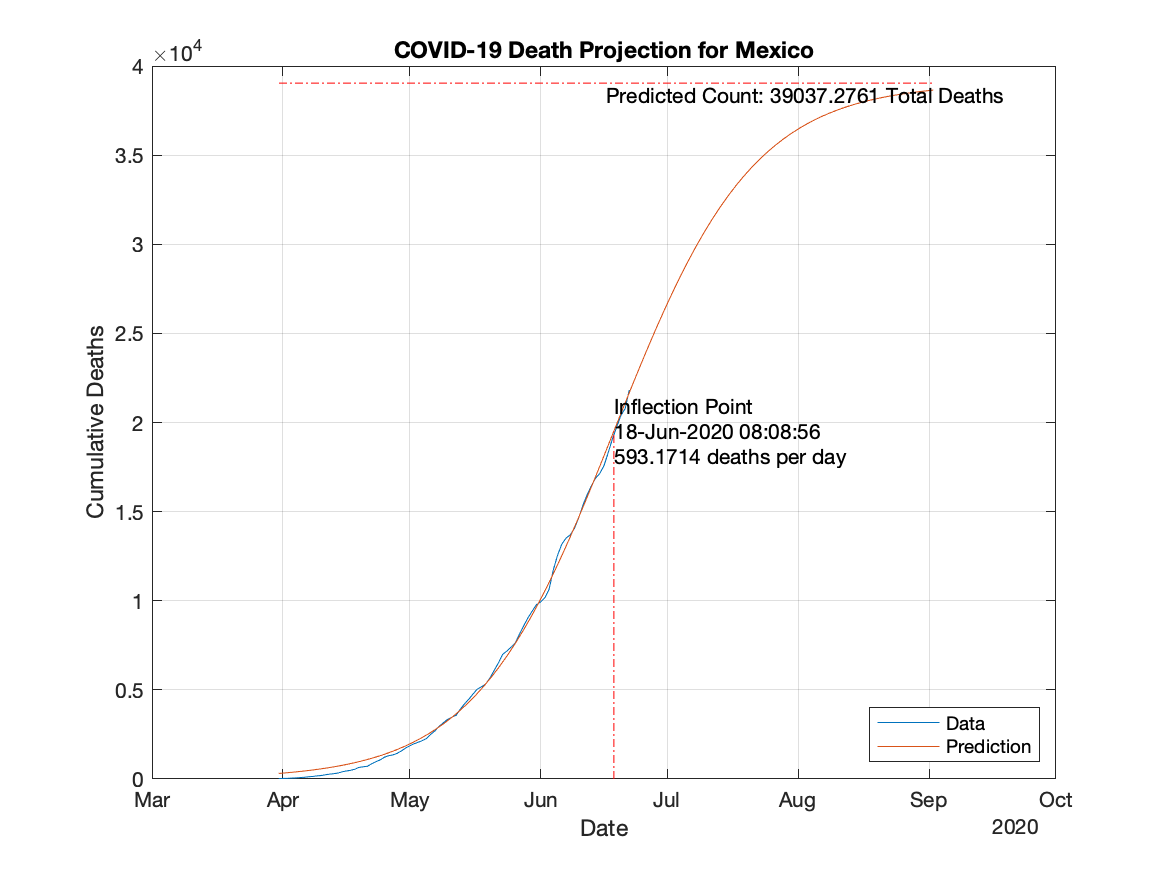 COVID-19 Death Projection for Mexico
×10⁴
4
3.5
3
2.5
2
1.5
1
0.5
0
Cumulative Deaths
Predicted Count: 39037.2761 Total Deaths
Inflection Point
18-Jun-2020 08:08:56
593.1714 deaths per day
Data
Prediction
Mar Apr May Jun Jul Aug Sep Oct
Date
2020